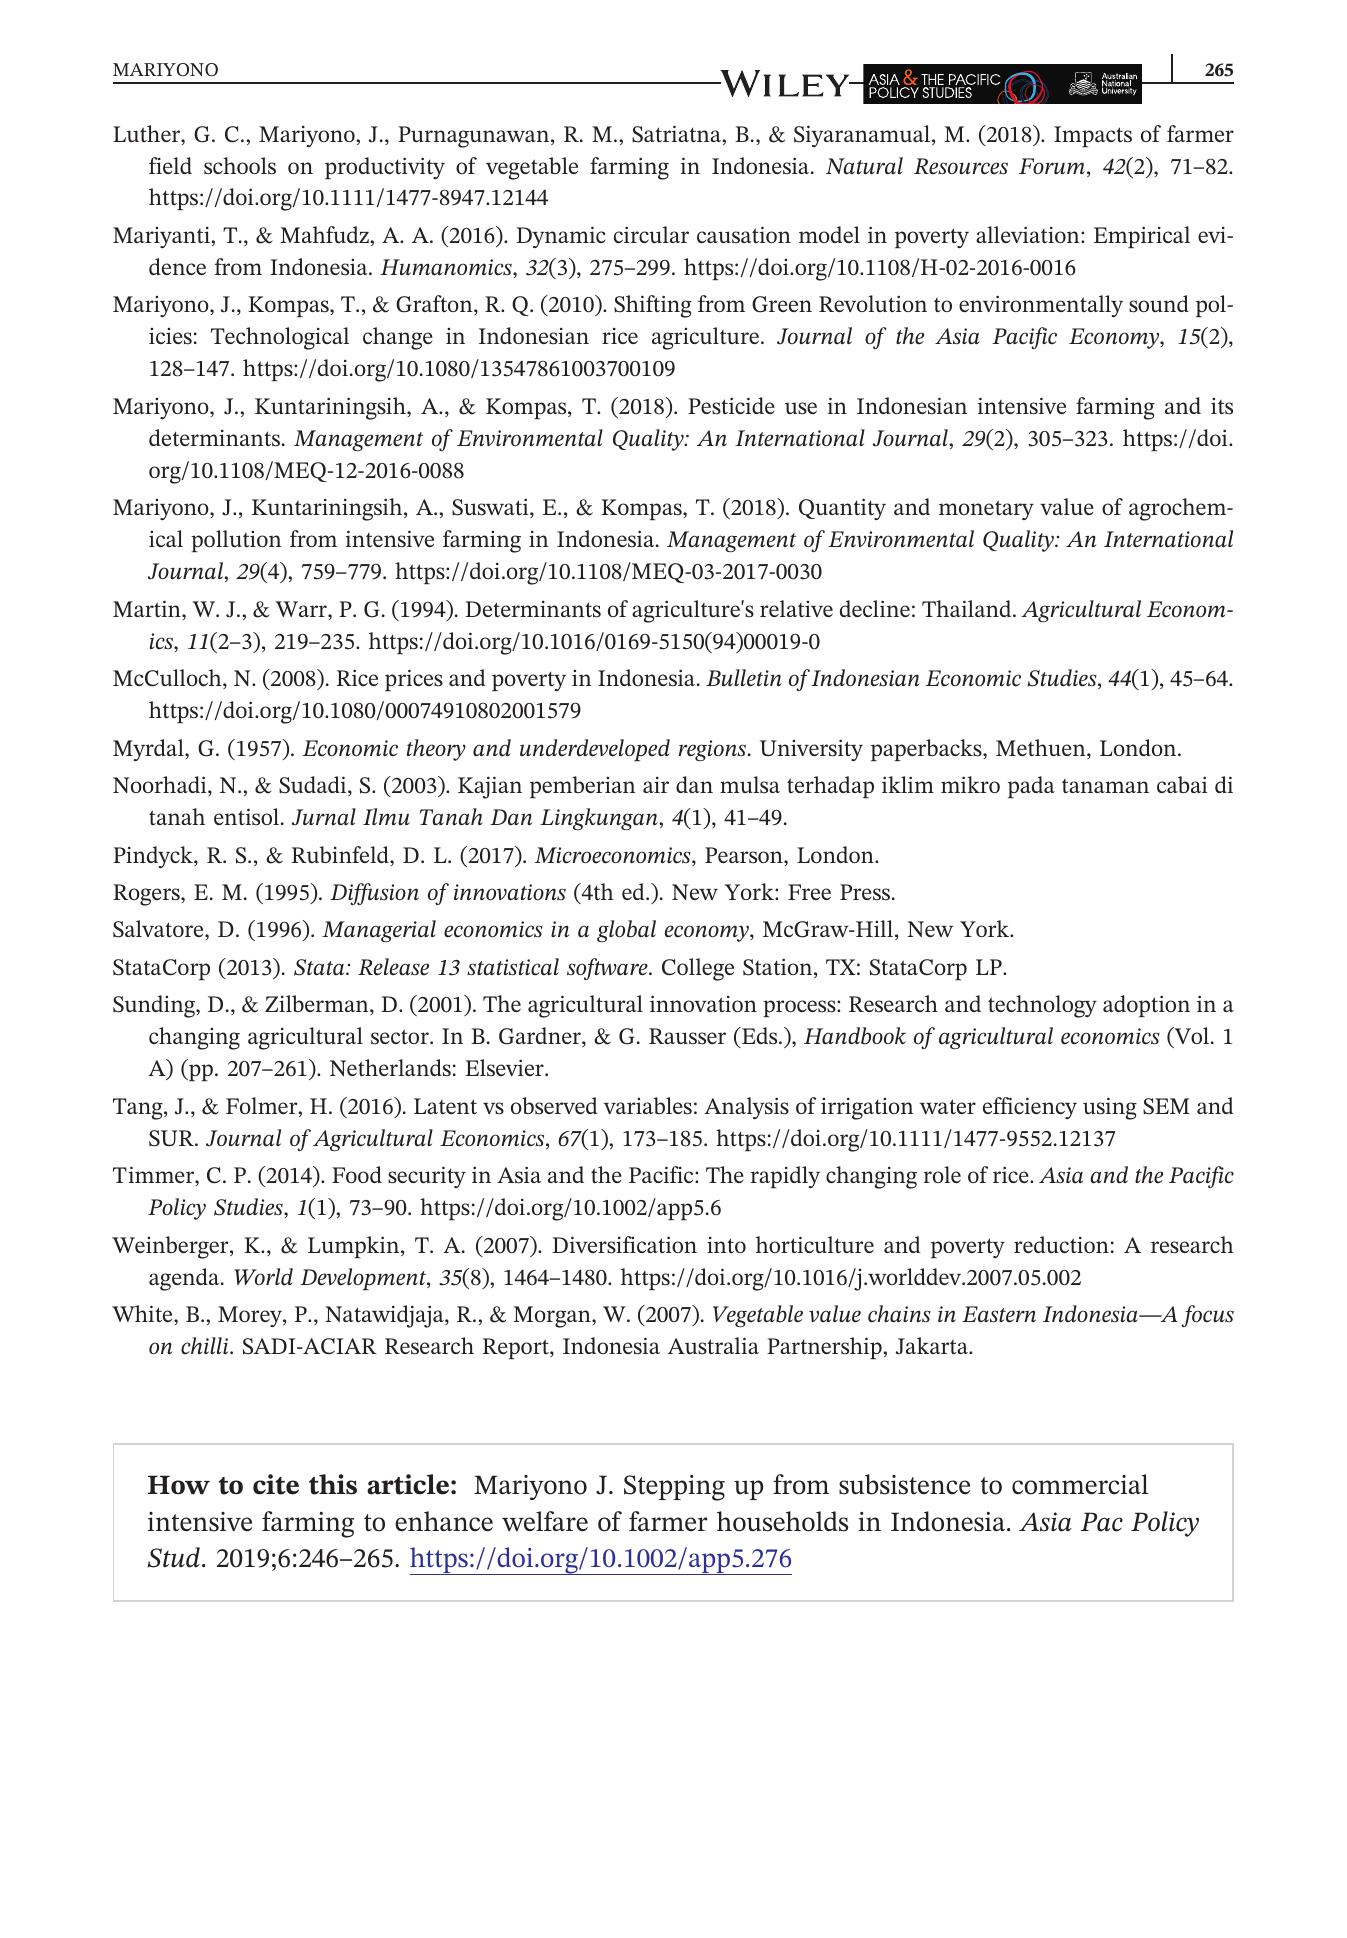 MARIYONO
WILEY
ASIA & THE PACIFIC
POLICY STUDIES
Australian
National
University
265
Luther, G. C., Mariyono, J., Purnagunawan, R. M., Satriatna, B., & Siyaranamual, M. (2018). Impacts of farmer
field schools on productivity of vegetable farming in Indonesia. Natural Resources Forum, 42(2), 71–82.
https://doi.org/10.1111/1477-8947.12144
Mariyanti, T., & Mahfudz, A. A. (2016). Dynamic circular causation model in poverty alleviation: Empirical evi-
dence from Indonesia. Humanomics, 32(3), 275–299. https://doi.org/10.1108/H-02-2016-0016
Mariyono, J., Kompas, T., & Grafton, R. Q. (2010). Shifting from Green Revolution to environmentally sound pol-
icies: Technological change in Indonesian rice agriculture. Journal of the Asia Pacific Economy, 15(2),
128–147. https://doi.org/10.1080/13547861003700109
Mariyono, J., Kuntariningsih, A., & Kompas, T. (2018). Pesticide use in Indonesian intensive farming and its
determinants. Management of Environmental Quality: An International Journal, 29(2), 305–323. https://doi.
org/10.1108/MEQ-12-2016-0088
Mariyono, J., Kuntariningsih, A., Suswati, E., & Kompas, T. (2018). Quantity and monetary value of agrochem-
ical pollution from intensive farming in Indonesia. Management of Environmental Quality: An International
Journal, 29(4), 759–779. https://doi.org/10.1108/MEQ-03-2017-0030
Martin, W. J., & Warr, P. G. (1994). Determinants of agriculture's relative decline: Thailand. Agricultural Econom-
ics, 11(2–3), 219–235. https://doi.org/10.1016/0169-5150(94)00019-0
McCulloch, N. (2008). Rice prices and poverty in Indonesia. Bulletin of Indonesian Economic Studies, 44(1), 45–64.
https://doi.org/10.1080/00074910802001579
Myrdal, G. (1957). Economic theory and underdeveloped regions. University paperbacks, Methuen, London.
Noorhadi, N., & Sudadi, S. (2003). Kajian pemberian air dan mulsa terhadap iklim mikro pada tanaman cabai di
tanah entisol. Jurnal Ilmu Tanah Dan Lingkungan, 4(1), 41–49.
Pindyck, R. S., & Rubinfeld, D. L. (2017). Microeconomics, Pearson, London.
Rogers, E. M. (1995). Diffusion of innovations (4th ed.). New York: Free Press.
Salvatore, D. (1996). Managerial economics in a global economy, McGraw-Hill, New York.
StataCorp (2013). Stata: Release 13 statistical software. College Station, TX: StataCorp LP.
Sunding, D., & Zilberman, D. (2001). The agricultural innovation process: Research and technology adoption in a
changing agricultural sector. In B. Gardner, & G. Rausser (Eds.), Handbook of agricultural economics (Vol. 1
A) (pp. 207–261). Netherlands: Elsevier.
Tang, J., & Folmer, H. (2016). Latent vs observed variables: Analysis of irrigation water efficiency using SEM and
SUR. Journal of Agricultural Economics, 67(1), 173–185. https://doi.org/10.1111/1477-9552.12137
Timmer, C. P. (2014). Food security in Asia and the Pacific: The rapidly changing role of rice. Asia and the Pacific
Policy Studies, 1(1), 73–90. https://doi.org/10.1002/app5.6
Weinberger, K., & Lumpkin, T. A. (2007). Diversification into horticulture and poverty reduction: A research
agenda. World Development, 35(8), 1464–1480. https://doi.org/10.1016/j.worlddev.2007.05.002
White, B., Morey, P., Natawidjaja, R., & Morgan, W. (2007). Vegetable value chains in Eastern Indonesia—A focus
on chilli. SADI-ACIAR Research Report, Indonesia Australia Partnership, Jakarta.
How to cite this article: Mariyono J. Stepping up from subsistence to commercial
intensive farming to enhance welfare of farmer households in Indonesia. Asia Pac Policy
Stud. 2019;6:246–265. https://doi.org/10.1002/app5.276